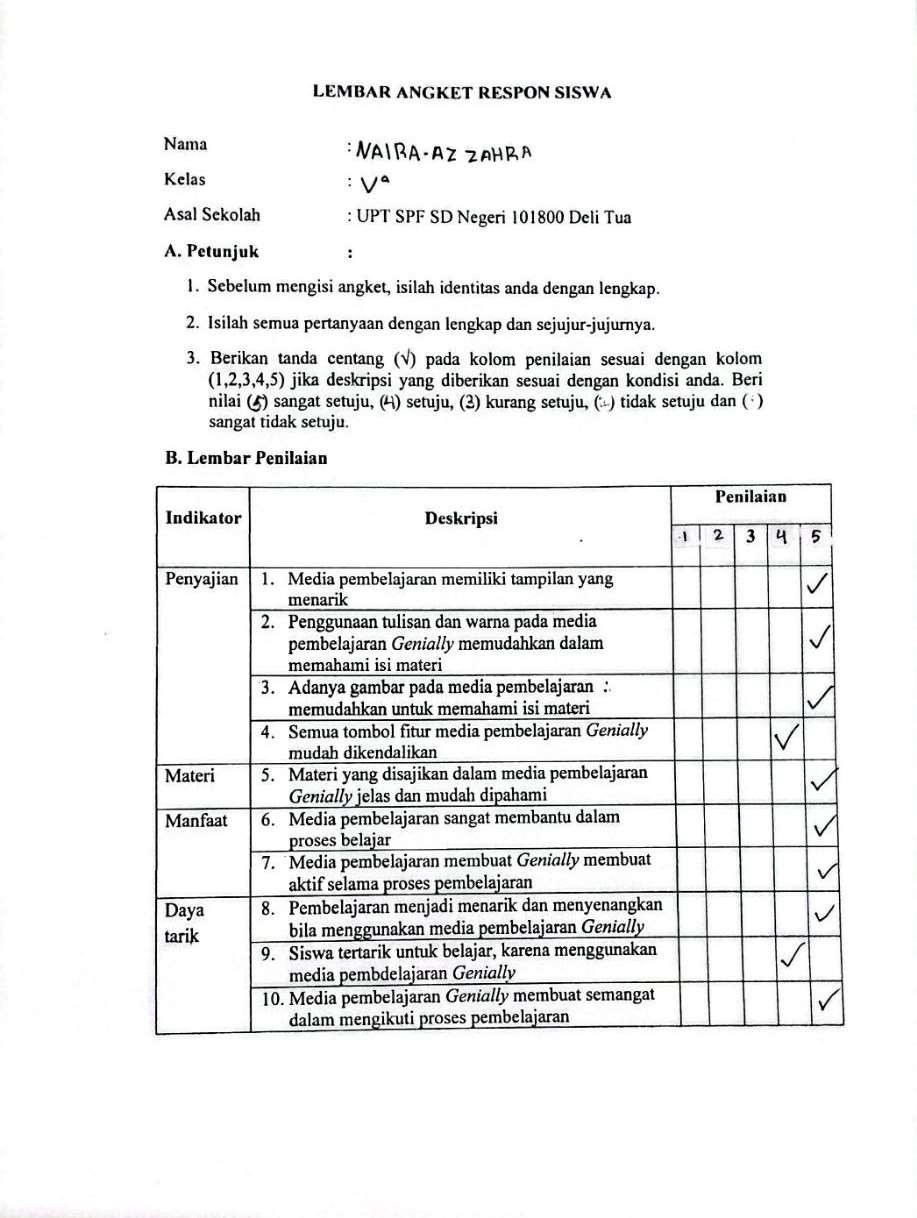 LEMBAR ANGKET RESPON SISWA
Nama : NAIRA-AZ ZAHRA
Kelas : Vᵃ
Asal Sekolah : UPT SPF SD Negeri 101800 Deli Tua
A. Petunjuk :
1. Sebelum mengisi angket, isilah identitas anda dengan lengkap.
2. Isilah semua pertanyaan dengan lengkap dan sejujur-jujurnya.
3. Berikan tanda centang (√) pada kolom penilaian sesuai dengan kolom
(1,2,3,4,5) jika deskripsi yang diberikan sesuai dengan kondisi anda. Beri
nilai (5) sangat setuju, (4) setuju, (3) kurang setuju, ( ) tidak setuju dan ( )
sangat tidak setuju.
B. Lembar Penilaian
Indikator Deskripsi Penilaian
1 2 3 4 5
Penyajian 1. Media pembelajaran memiliki tampilan yang ✓
menarik
2. Penggunaan tulisan dan warna pada media
pembelajaran Genially memudahkan dalam ✓
memahami isi materi
3. Adanya gambar pada media pembelajaran ✓
memudahkan untuk memahami isi materi
4. Semua tombol fitur media pembelajaran Genially ✓
mudah dikendalikan
Materi 5. Materi yang disajikan dalam media pembelajaran ✓
Genially jelas dan mudah dipahami
Manfaat 6. Media pembelajaran sangat membantu dalam ✓
proses belajar
7. Media pembelajaran membuat Genially membuat ✓
aktif selama proses pembelajaran
Daya 8. Pembelajaran menjadi menarik dan menyenangkan ✓
tarik bila menggunakan media pembelajaran Genially
9. Siswa tertarik untuk belajar, karena menggunakan ✓
media pembdelajaran Genially
10. Media pembelajaran Genially membuat semangat ✓
dalam mengikuti proses pembelajaran